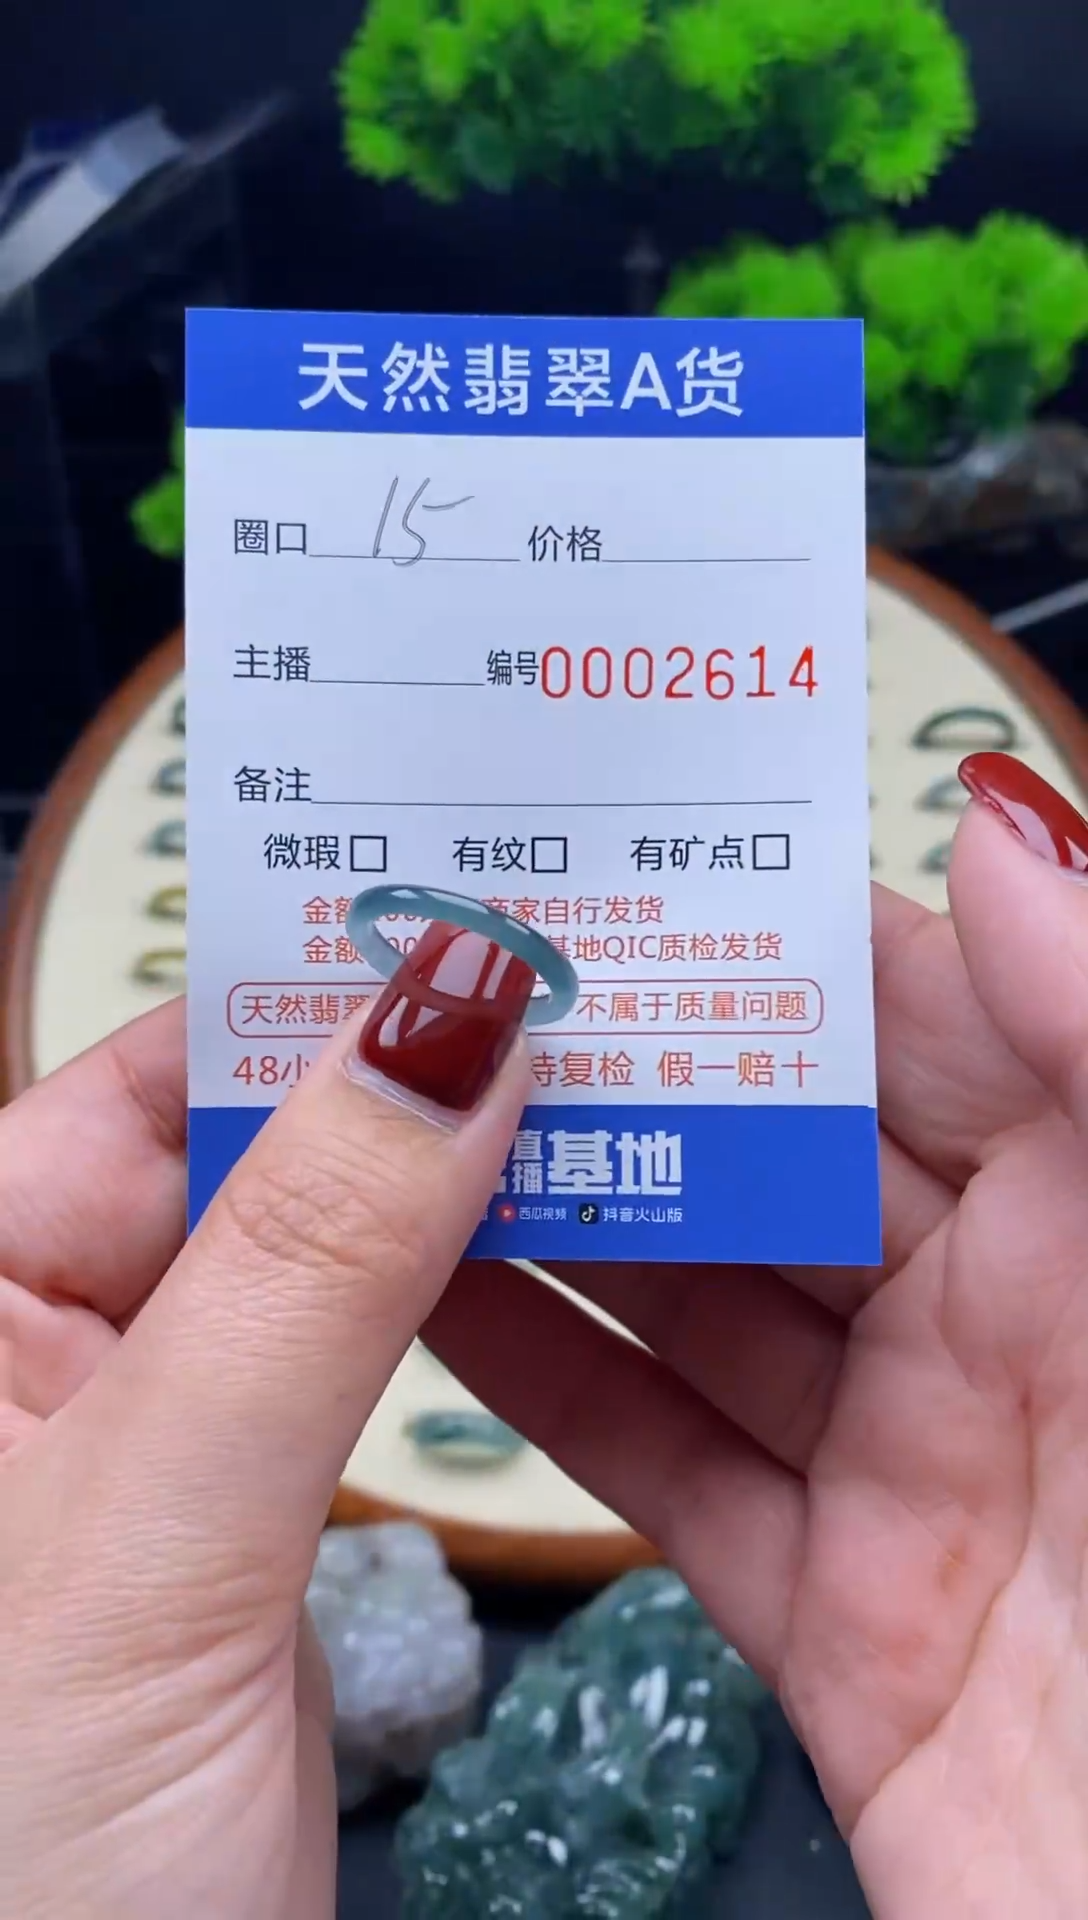 天然翡翠A货
圈口 15 价格
主播 编号0002614
备注
微瑕□ 有纹□ 有矿点□
金额 商家自行发货
金额 基地QIC质检发货
天然翡翠 不属于质量问题
48小 持复检 假一赔十
直播基地
西瓜视频 抖音火山版